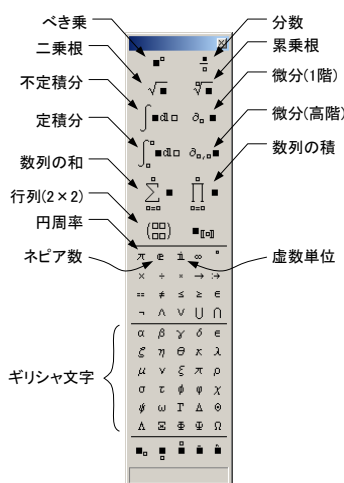 べき乗 分数
二乗根 累乗根
不定積分 微分(1階)
定積分 微分(高階)
数列の和 数列の積
行列(2×2)
円周率
ネピア数 虚数単位
π ⅇ ⅈ ∞ °
× ÷ × → :→
== ≠ ≤ ≥ ∈
¬ ∧ ∨ ∪ ∩
ギリシャ文字
α β γ δ ϵ
ζ η θ κ λ
μ ν ξ π ρ
σ τ ϕ φ χ
ψ ω Γ Δ Θ
Λ Ξ Φ Ψ Ω